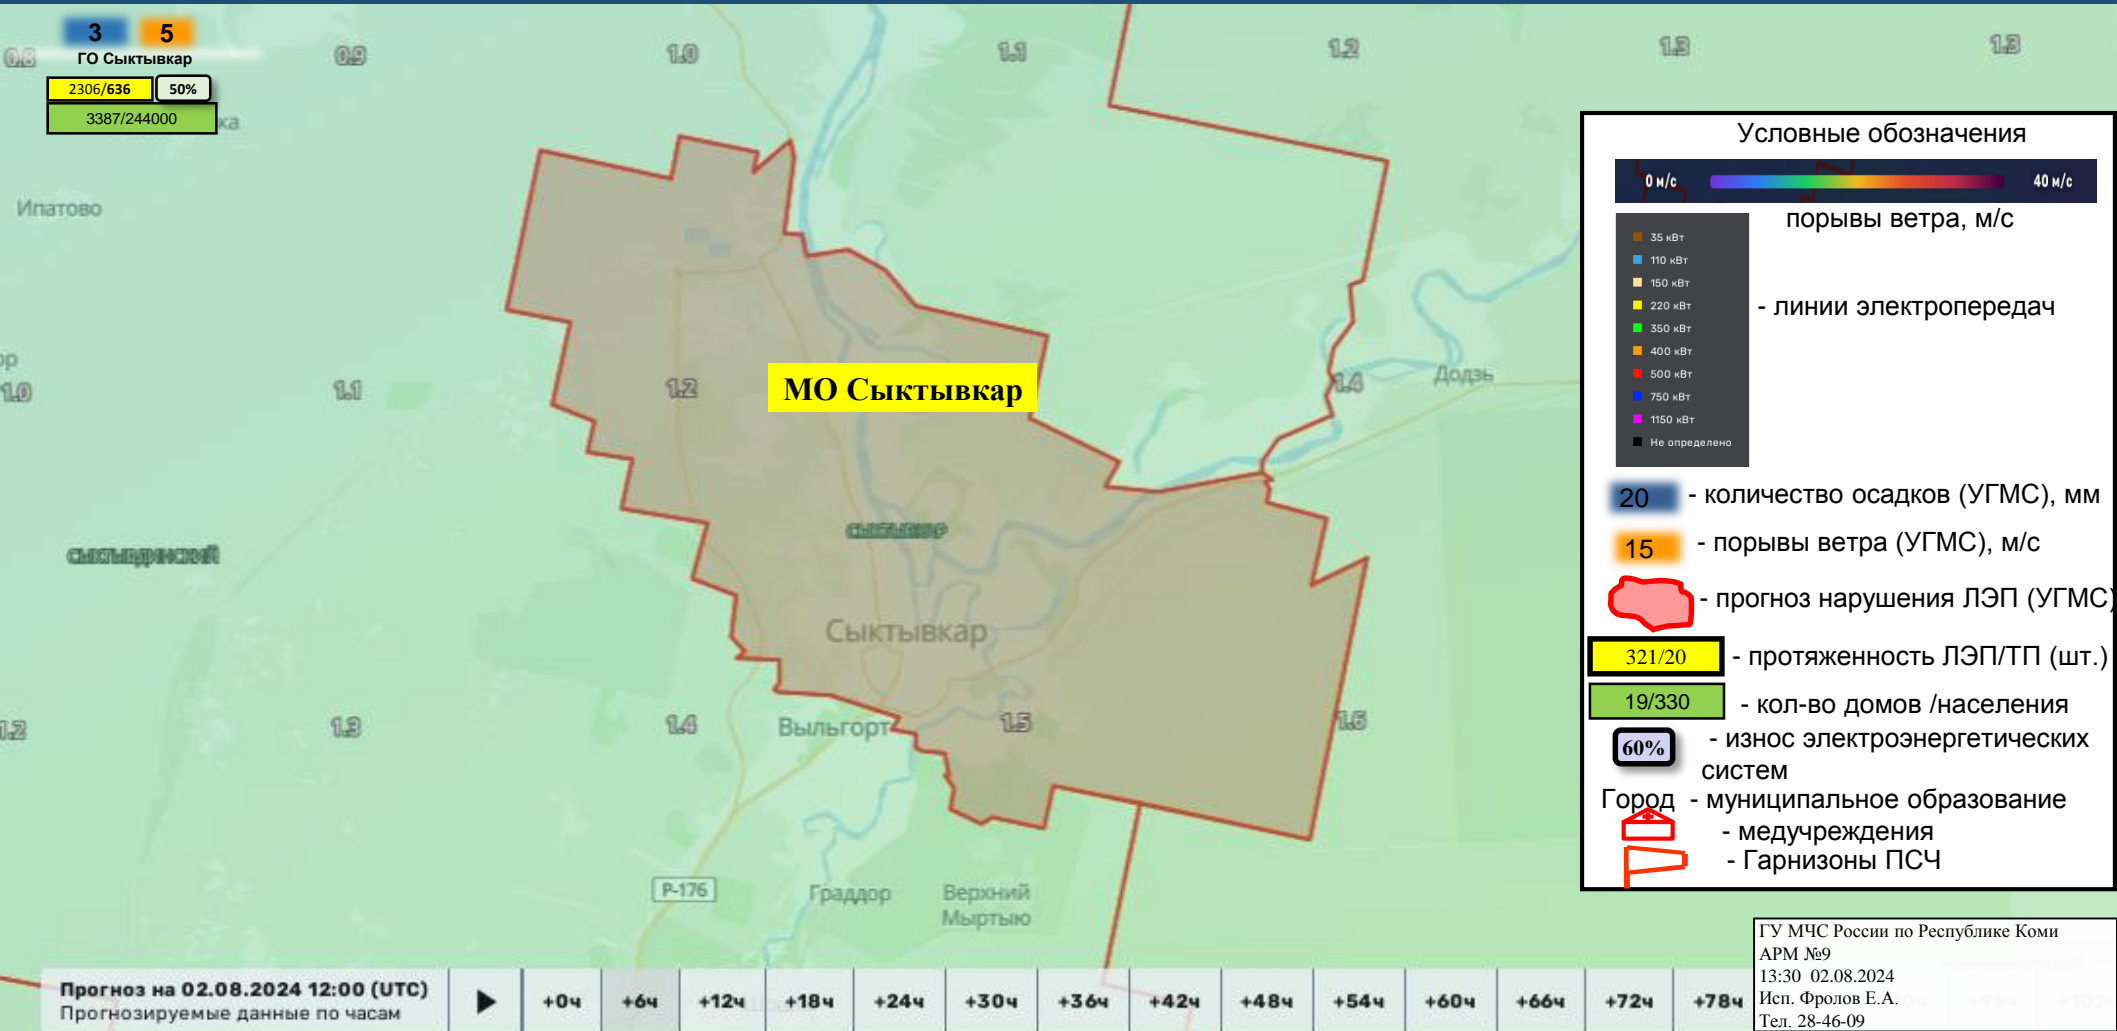 3 5
ГО Сыктывкар
2306/636 50%
3387/244000
ка
0.8 0.9 1.0 1.1 1.2 1.3 1.3
Ипатово
ор
1.0 1.1 1.2 1.4
МО Сыктывкар
Додзь
СЫКТЫВДИНСКИЙ
СЫКТЫВКАР
Сыктывкар
1.2 1.3 1.4 1.5 1.6
Выльгорт
Р-176
Граддор
Верхний
Мыртыю
Условные обозначения
0 м/с 40 м/с
порывы ветра, м/с
35 кВт
110 кВт
150 кВт
220 кВт
350 кВт
400 кВт
500 кВт
750 кВт
1150 кВт
Не определено
- линии электропередач
20 - количество осадков (УГМС), мм
15 - порывы ветра (УГМС), м/с
- прогноз нарушения ЛЭП (УГМС)
321/20 - протяженность ЛЭП/ТП (шт.)
19/330 - кол-во домов /населения
60% - износ электроэнергетических
систем
Город - муниципальное образование
- медучреждения
- Гарнизоны ПСЧ
ГУ МЧС России по Республике Коми
АРМ №9
13:30 02.08.2024
Исп. Фролов Е.А.
Тел. 28-46-09
Прогноз на 02.08.2024 12:00 (UTC)
Прогнозируемые данные по часам
+0ч +6ч +12ч +18ч +24ч +30ч +36ч +42ч +48ч +54ч +60ч +66ч +72ч +78ч